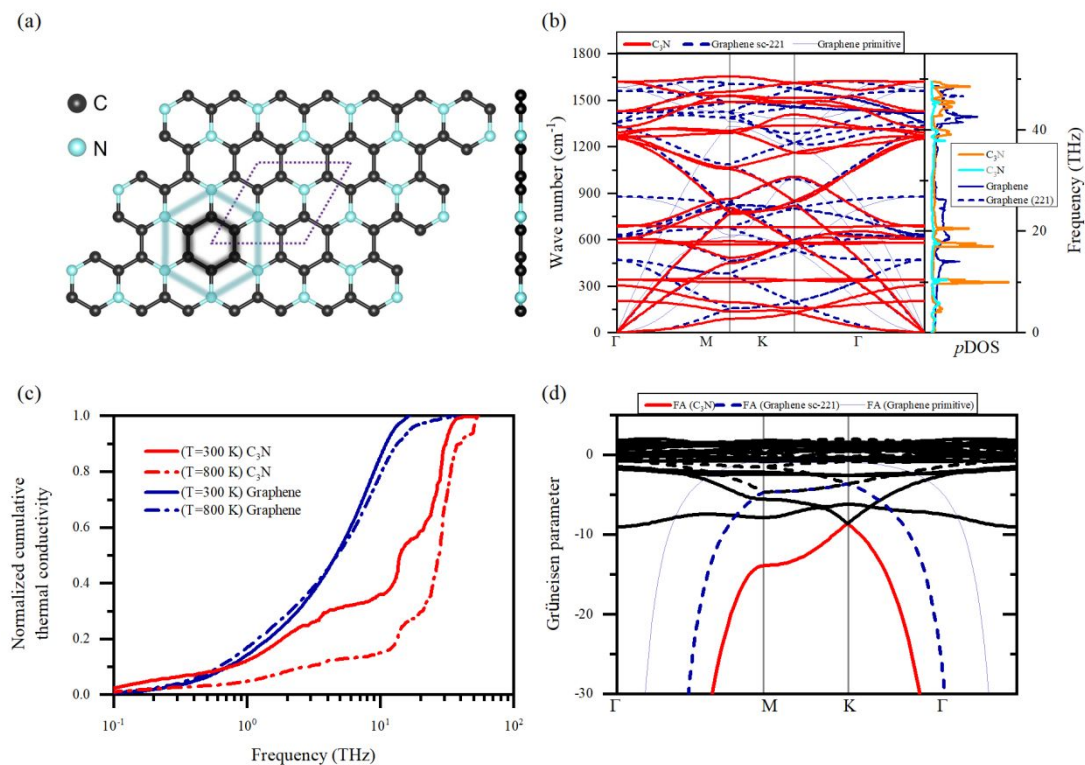 (a)
C
N
(b)
C₃N Graphene sc-221 Graphene primitive
1800
1500
1200
900
600
300
0
Wave number (cm⁻¹)
Γ M K Γ
pDOS
C₃N
C₃N
Graphene
Graphene (221)
40
20
0
Frequency (THz)
(c)
1.0
0.8
0.6
0.4
0.2
0.0
Normalized cumulative
thermal conductivity
(T=300 K) C₃N
(T=800 K) C₃N
(T=300 K) Graphene
(T=800 K) Graphene
10⁻¹ 10⁰ 10¹ 10²
Frequency (THz)
(d)
FA (C₃N) FA (Graphene sc-221) FA (Graphene primitive)
0
-10
-20
-30
Grüneisen parameter
Γ M K Γ